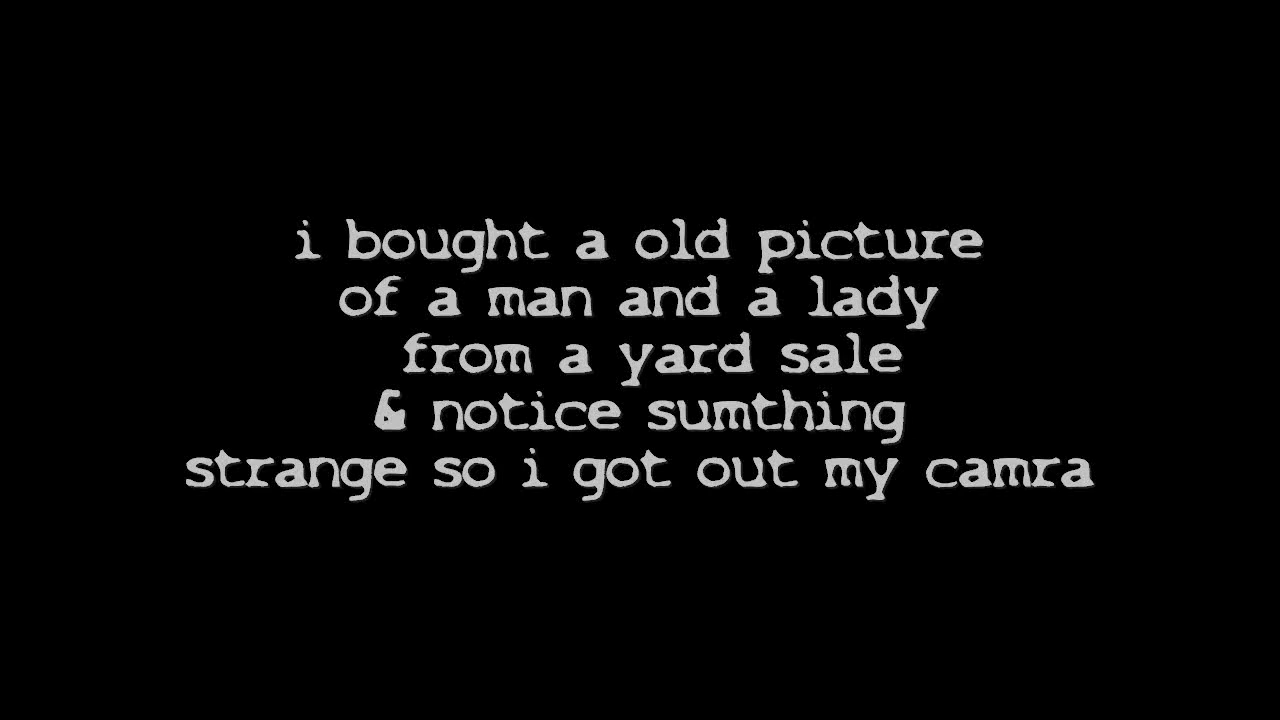 i bought a old picture
of a man and a lady
from a yard sale
& notice sumthing
strange so i got out my camra